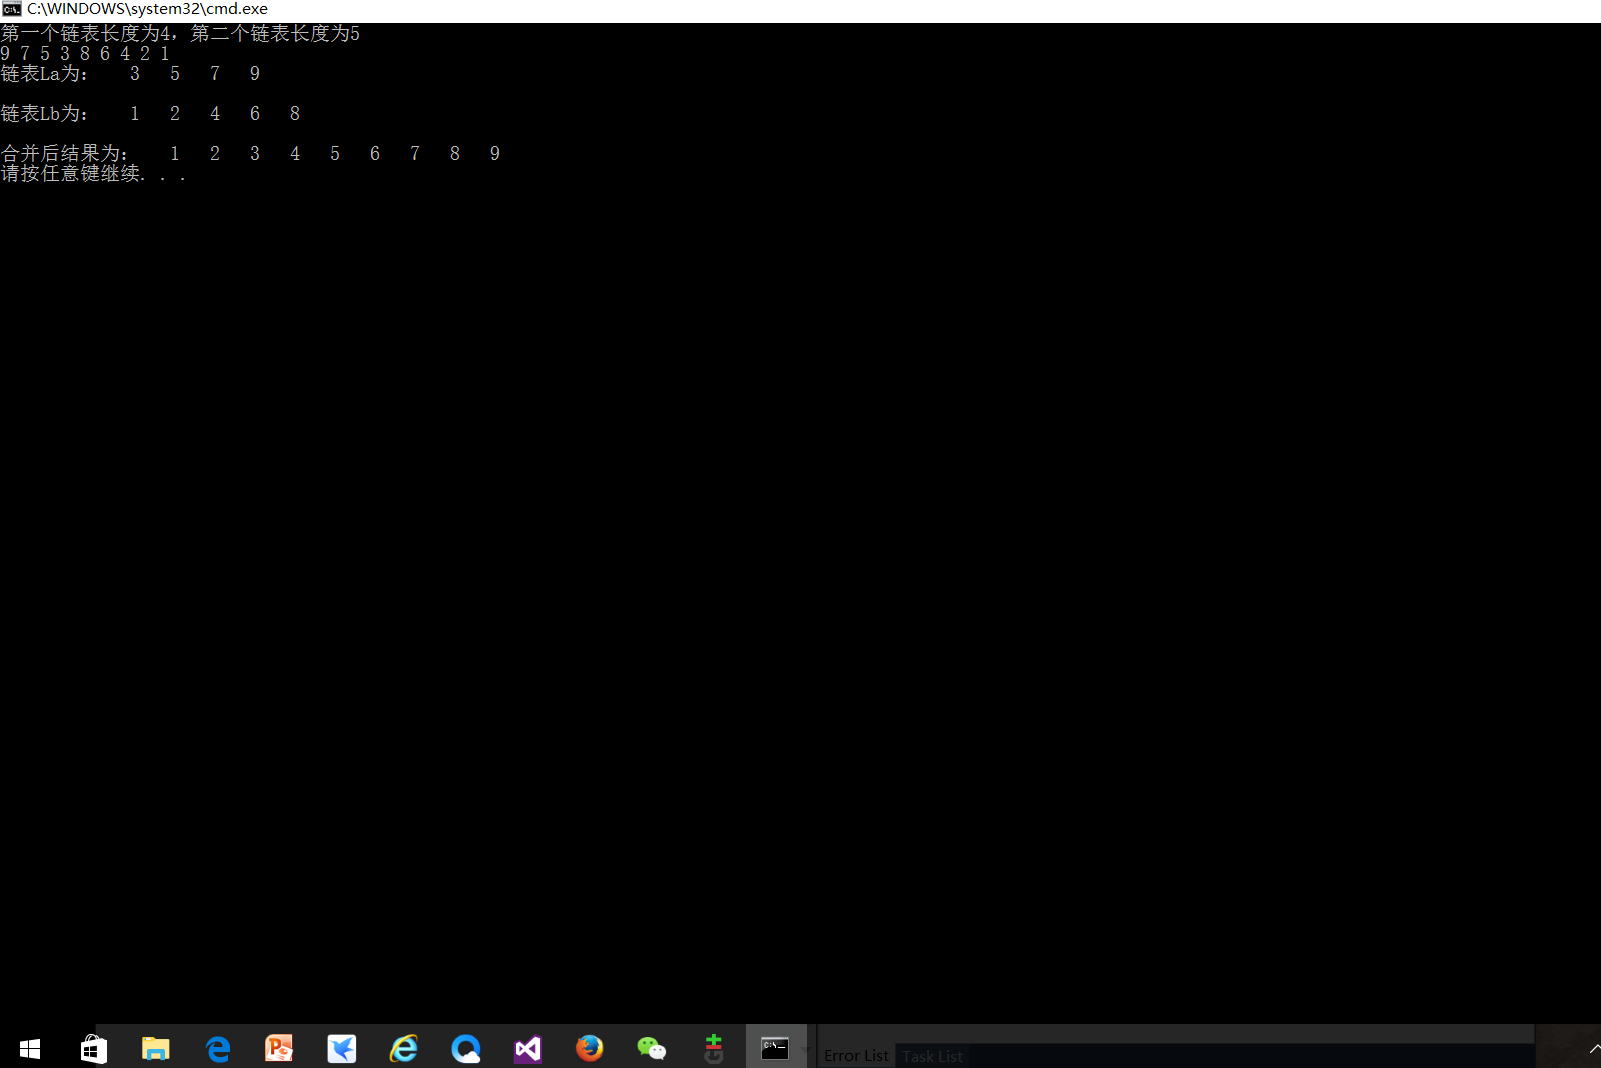 C:\WINDOWS\system32\cmd.exe
第一个链表长度为4，第二个链表长度为5
9 7 5 3 8 6 4 2 1
链表La为： 3 5 7 9
链表Lb为： 1 2 4 6 8
合并后结果为： 1 2 3 4 5 6 7 8 9
请按任意键继续. . .
Error List Task List